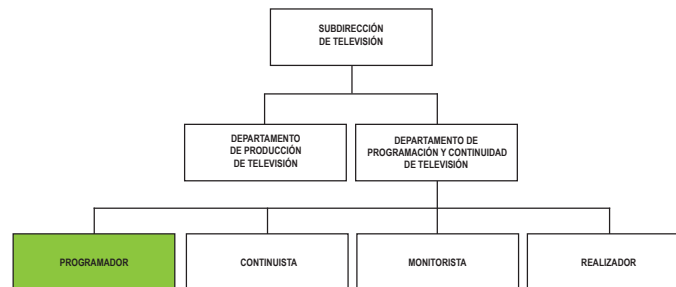 SUBDIRECCIÓN
DE TELEVISIÓN
DEPARTAMENTO
DE PRODUCCIÓN
DE TELEVISIÓN
DEPARTAMENTO DE
PROGRAMACIÓN Y CONTINUIDAD
DE TELEVISIÓN
PROGRAMADOR
CONTINUISTA
MONITORISTA
REALIZADOR